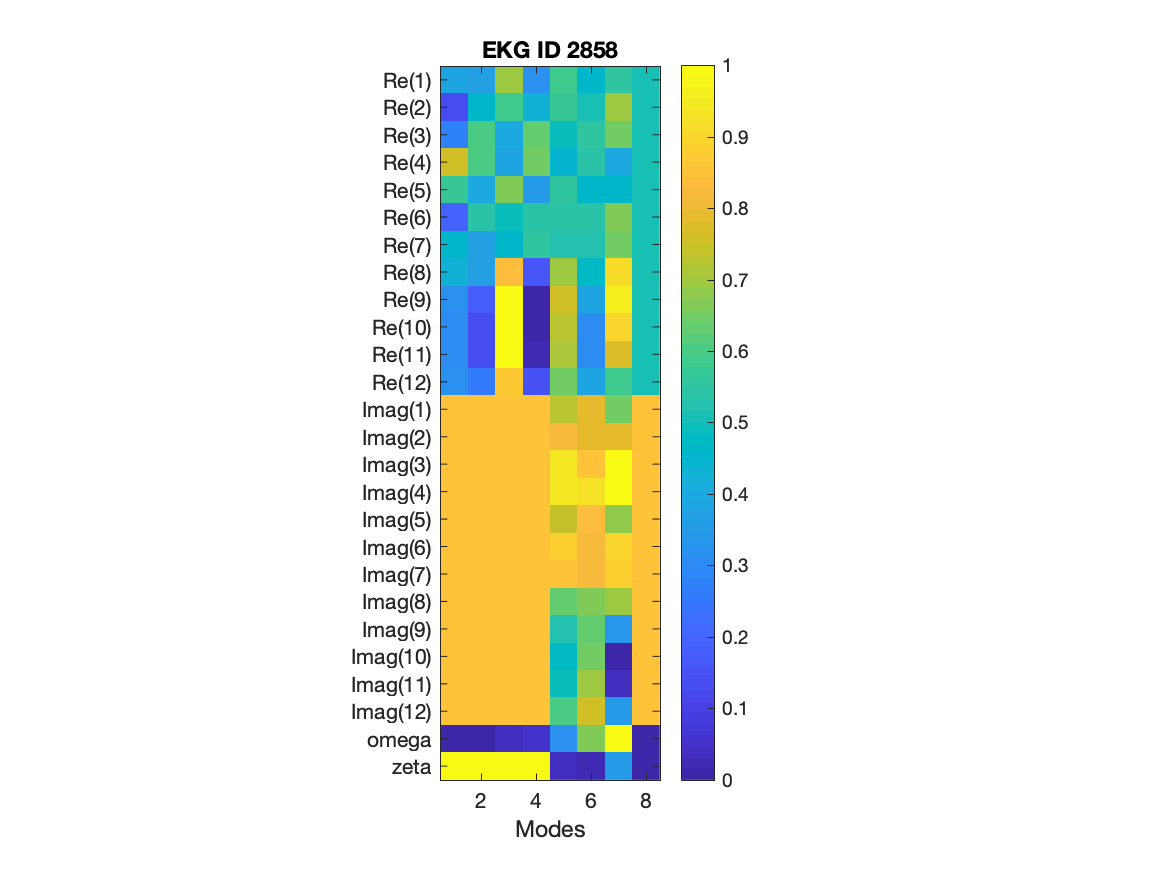 EKG ID 2858
Re(1)
Re(2)
Re(3)
Re(4)
Re(5)
Re(6)
Re(7)
Re(8)
Re(9)
Re(10)
Re(11)
Re(12)
Imag(1)
Imag(2)
Imag(3)
Imag(4)
Imag(5)
Imag(6)
Imag(7)
Imag(8)
Imag(9)
Imag(10)
Imag(11)
Imag(12)
omega
zeta
2 4 6 8
Modes
1
0.9
0.8
0.7
0.6
0.5
0.4
0.3
0.2
0.1
0